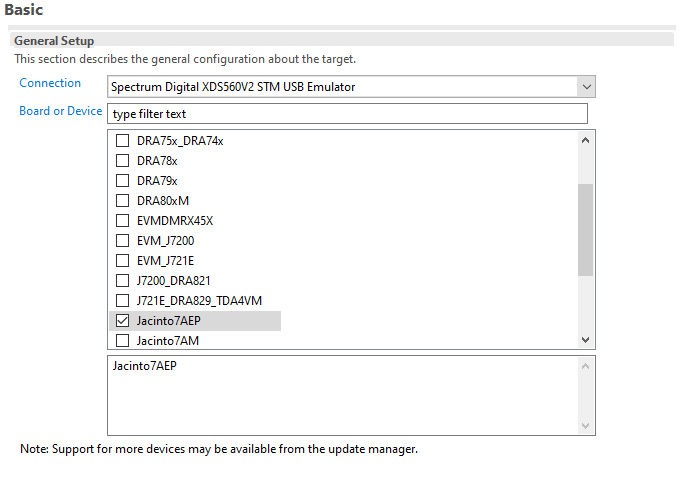 Basic
General Setup
This section describes the general configuration about the target.
Connection
Spectrum Digital XDS560V2 STM USB Emulator
Board or Device
type filter text
DRA75x_DRA74x
DRA78x
DRA79x
DRA80xM
EVMDMRX45X
EVM_J7200
EVM_J721E
J7200_DRA821
J721E_DRA829_TDA4VM
Jacinto7AEP
Jacinto7AM
Jacinto7AEP
Note: Support for more devices may be available from the update manager.